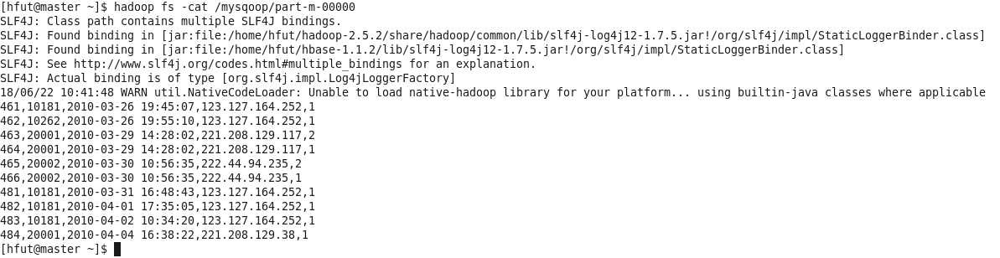 [hfut@master ~]$ hadoop fs -cat /mysqoop/part-m-00000
SLF4J: Class path contains multiple SLF4J bindings.
SLF4J: Found binding in [jar:file:/home/hfut/hadoop-2.5.2/share/hadoop/common/lib/slf4j-log4j12-1.7.5.jar!/org/slf4j/impl/StaticLoggerBinder.class]
SLF4J: Found binding in [jar:file:/home/hfut/hbase-1.1.2/lib/slf4j-log4j12-1.7.5.jar!/org/slf4j/impl/StaticLoggerBinder.class]
SLF4J: See http://www.slf4j.org/codes.html#multiple_bindings for an explanation.
SLF4J: Actual binding is of type [org.slf4j.impl.Log4jLoggerFactory]
18/06/22 10:41:48 WARN util.NativeCodeLoader: Unable to load native-hadoop library for your platform... using builtin-java classes where applicable
461,10181,2010-03-26 19:45:07,123.127.164.252,1
462,10262,2010-03-26 19:55:10,123.127.164.252,1
463,20001,2010-03-29 14:28:02,221.208.129.117,2
464,20001,2010-03-29 14:28:02,221.208.129.117,1
465,20002,2010-03-30 10:56:35,222.44.94.235,2
466,20002,2010-03-30 10:56:35,222.44.94.235,1
481,10181,2010-03-31 16:48:43,123.127.164.252,1
482,10181,2010-04-01 17:35:05,123.127.164.252,1
483,10181,2010-04-02 10:34:20,123.127.164.252,1
484,20001,2010-04-04 16:38:22,221.208.129.38,1
[hfut@master ~]$